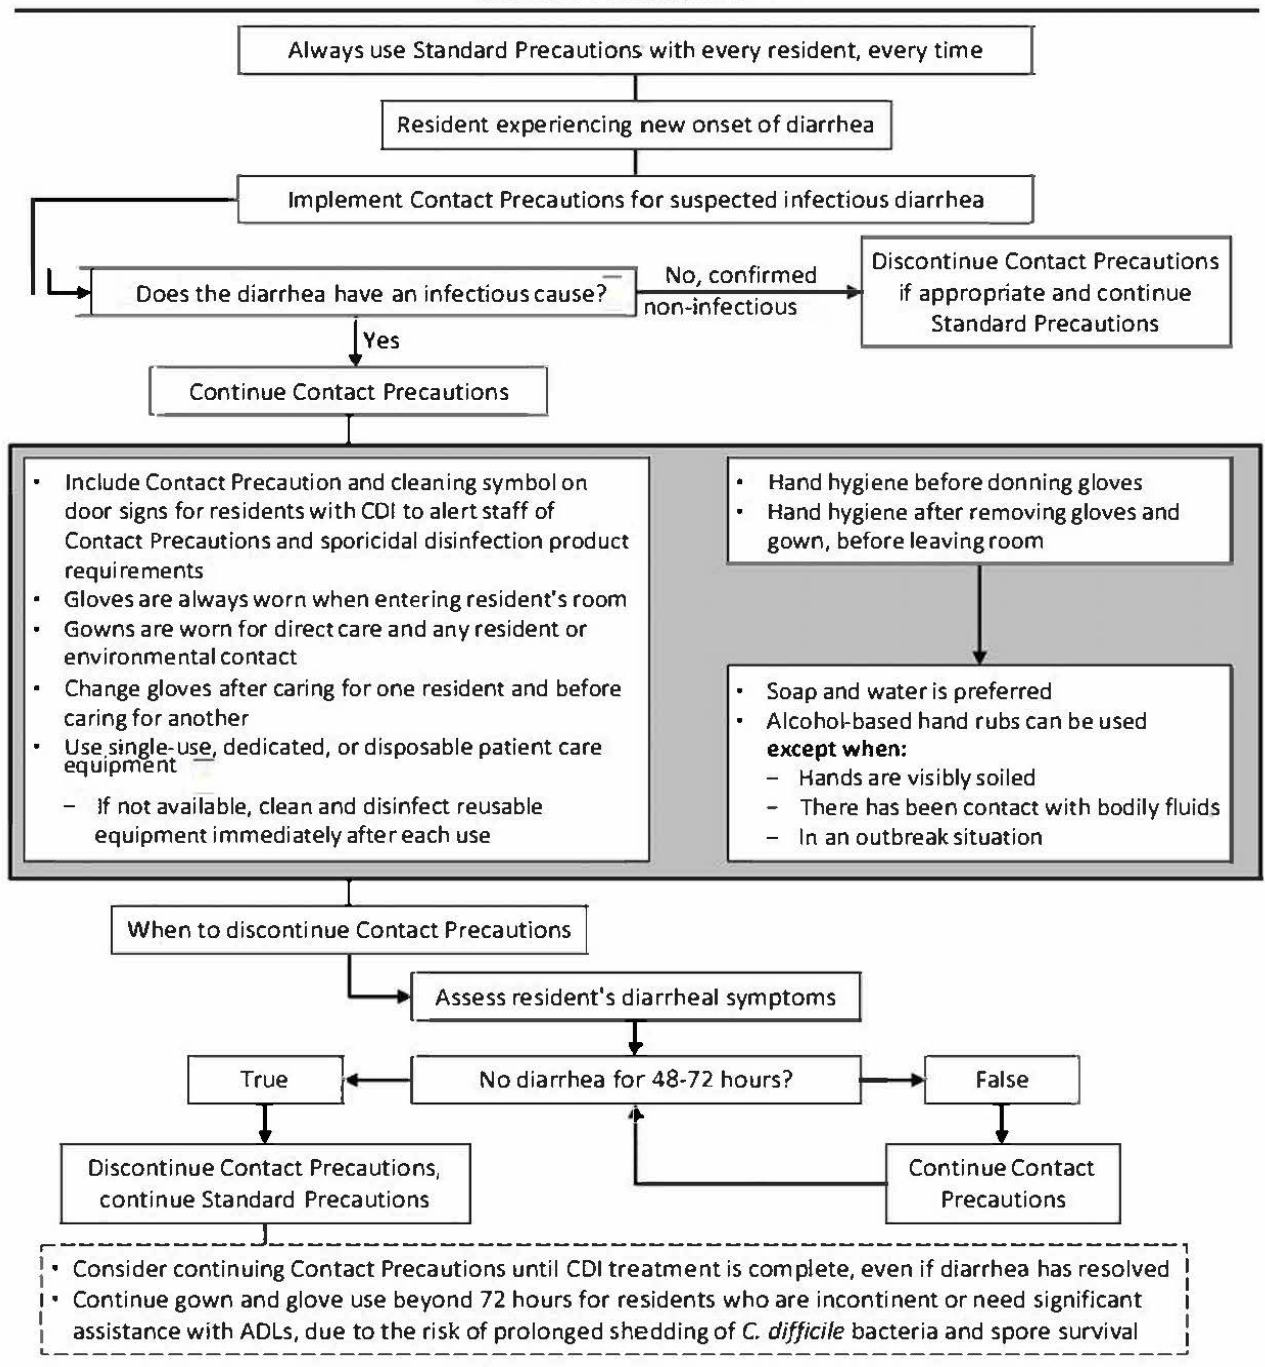 Always use Standard Precautions with every resident, every time
Resident experiencing new onset of diarrhea
Implement Contact Precautions for suspected infectious diarrhea
Does the diarrhea have an infectious cause?
No, confirmed
non-infectious
Discontinue Contact Precautions
if appropriate and continue
Standard Precautions
Yes
Continue Contact Precautions
• Include Contact Precaution and cleaning symbol on
door signs for residents with CDI to alert staff of
Contact Precautions and sporicidal disinfection product
requirements
• Gloves are always worn when entering resident's room
• Gowns are worn for direct care and any resident or
environmental contact
• Change gloves after caring for one resident and before
caring for another
• Use single-use, dedicated, or disposable patient care
equipment
– If not available, clean and disinfect reusable
equipment immediately after each use
• Hand hygiene before donning gloves
• Hand hygiene after removing gloves and
gown, before leaving room
• Soap and water is preferred
• Alcohol-based hand rubs can be used
except when:
– Hands are visibly soiled
– There has been contact with bodily fluids
– In an outbreak situation
When to discontinue Contact Precautions
Assess resident's diarrheal symptoms
True
No diarrhea for 48-72 hours?
False
Discontinue Contact Precautions,
continue Standard Precautions
Continue Contact
Precautions
• Consider continuing Contact Precautions until CDI treatment is complete, even if diarrhea has resolved
• Continue gown and glove use beyond 72 hours for residents who are incontinent or need significant
assistance with ADLs, due to the risk of prolonged shedding of C. difficile bacteria and spore survival